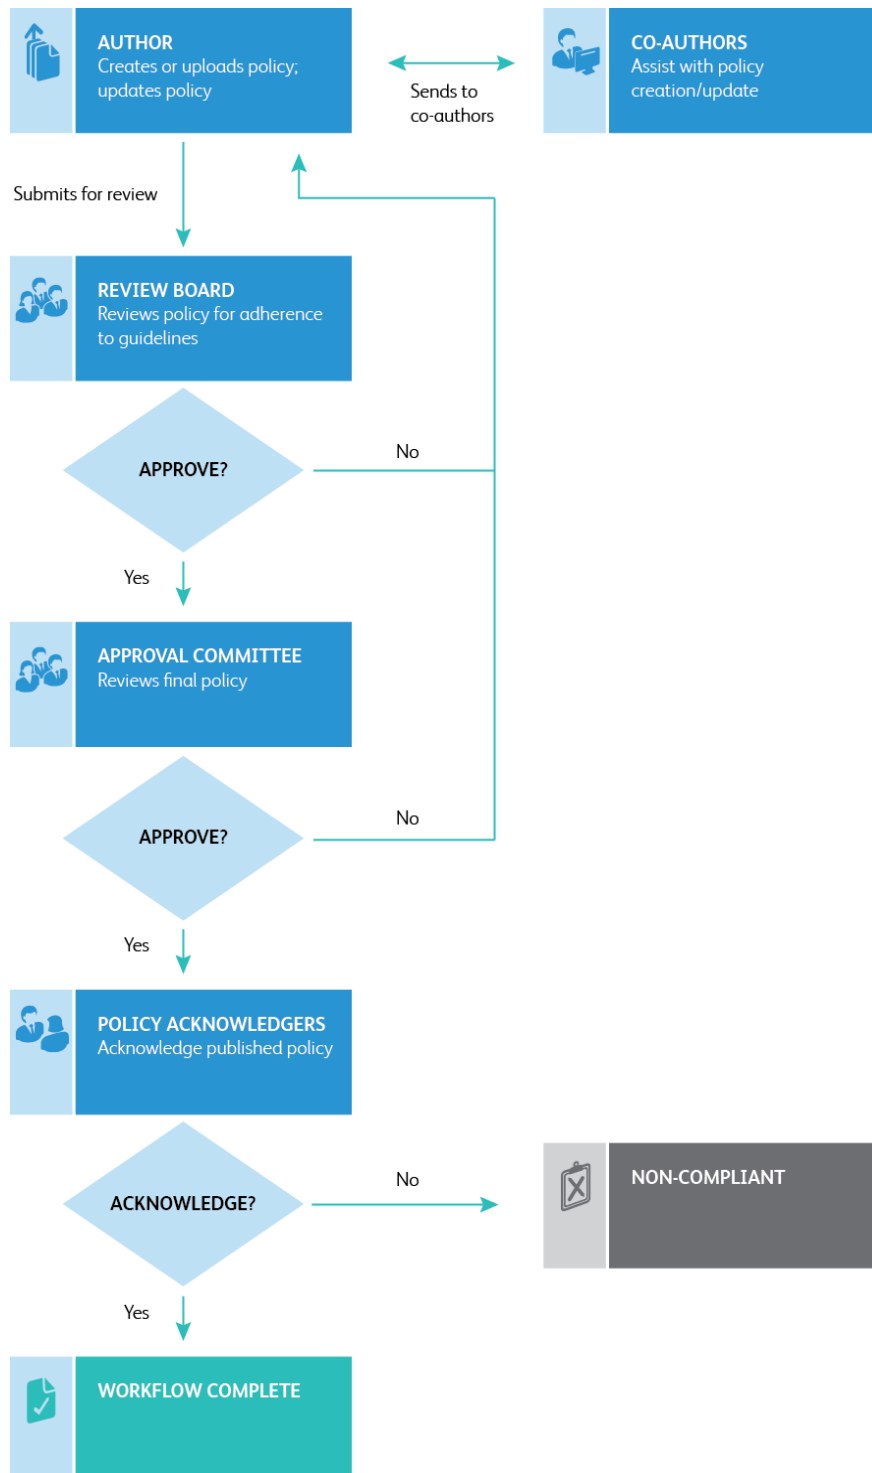 AUTHOR
Creates or uploads policy;
updates policy
Sends to
co-authors
CO-AUTHORS
Assist with policy
creation/update
Submits for review
REVIEW BOARD
Reviews policy for adherence
to guidelines
APPROVE?
No
Yes
APPROVAL COMMITTEE
Reviews final policy
APPROVE?
No
Yes
POLICY ACKNOWLEDGERS
Acknowledge published policy
ACKNOWLEDGE?
No
NON-COMPLIANT
Yes
WORKFLOW COMPLETE